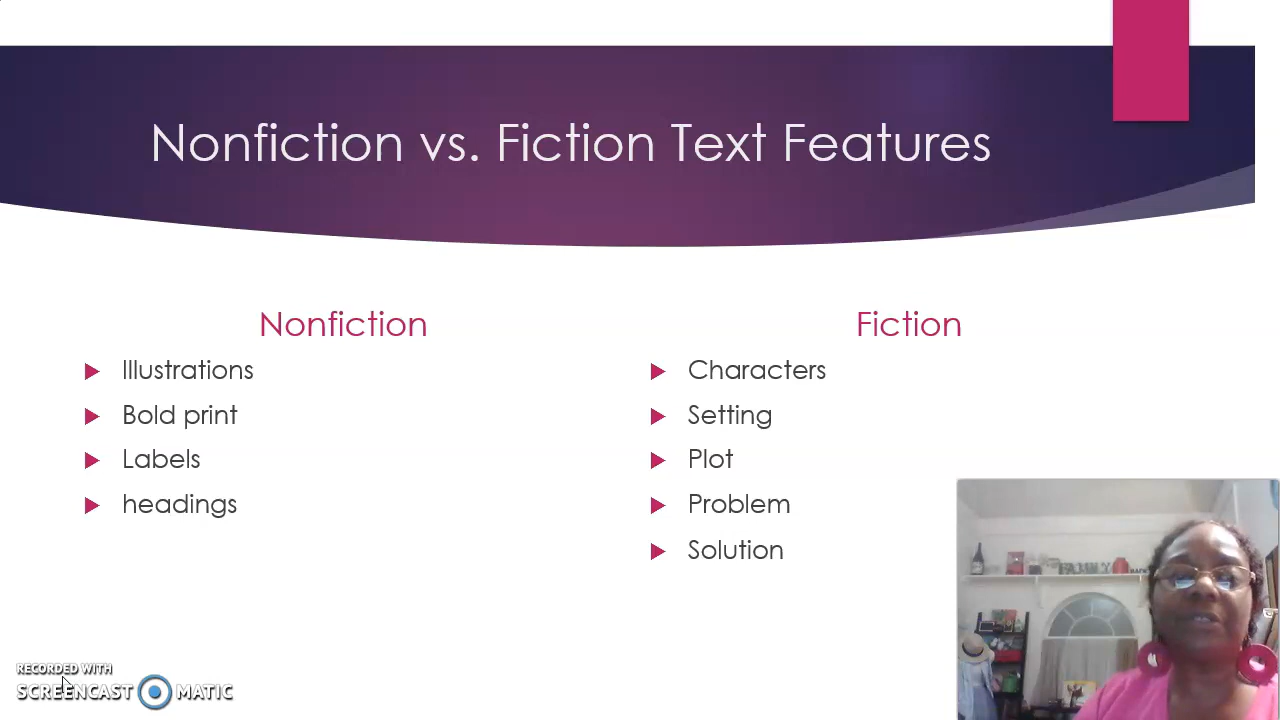 Nonfiction vs. Fiction Text Features
Nonfiction
Illustrations
Bold print
Labels
headings
Fiction
Characters
Setting
Plot
Problem
Solution
FAMILY
RECORDED WITH
SCREENCAST MATIC